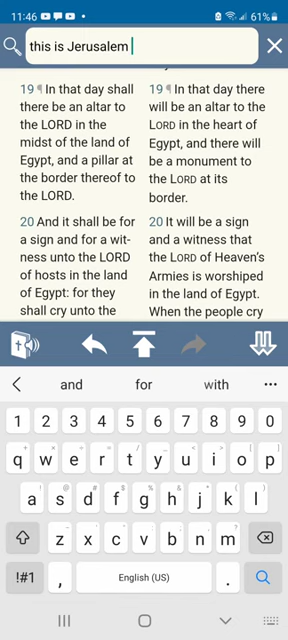 11:46 61%
this is Jerusalem
19 ¶ In that day shall
there be an altar to
the LORD in the
midst of the land of
Egypt, and a pillar at
the border thereof to
the LORD.
20 And it shall be for
a sign and for a wit-
ness unto the LORD
of hosts in the land
of Egypt: for they
shall cry unto the
19 ¶ In that day there
will be an altar to the
LORD in the heart of
Egypt, and there will
be a monument to
the LORD at its
border.
20 It will be a sign
and a witness that
the LORD of Heaven's
Armies is worshiped
in the land of Egypt.
When the people cry
and for with
1 2 3 4 5 6 7 8 9 0
q w e r t y u i o p
a s d f g h j k l
z x c v b n m
!#1 , English (US) .